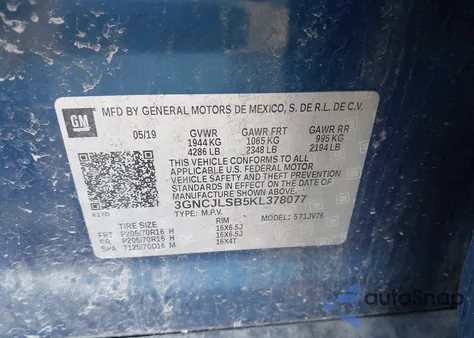 GM
MFD BY GENERAL MOTORS DE MEXICO, S. DE R.L. DE C.V.
05/19 GVWR GAWR FRT GAWR RR
1944 KG 1065 KG 995 KG
4286 LB 2348 LB 2194 LB
THIS VEHICLE CONFORMS TO ALL
APPLICABLE U.S. FEDERAL MOTOR
VEHICLE SAFETY AND THEFT PREVENTION
STANDARDS IN EFFECT ON THE DATE OF
MANUFACTURE SHOWN ABOVE.
3GNCJLSB5KL378077
617D TYPE: M.P.V. MODEL: 571JV76
TIRE SIZE RIM
FRT P205/70R16 H 16X6.5J
RR P205/70R16 H 16X6.5J
SPA T125/70D16 M 16X4T
autoSnap